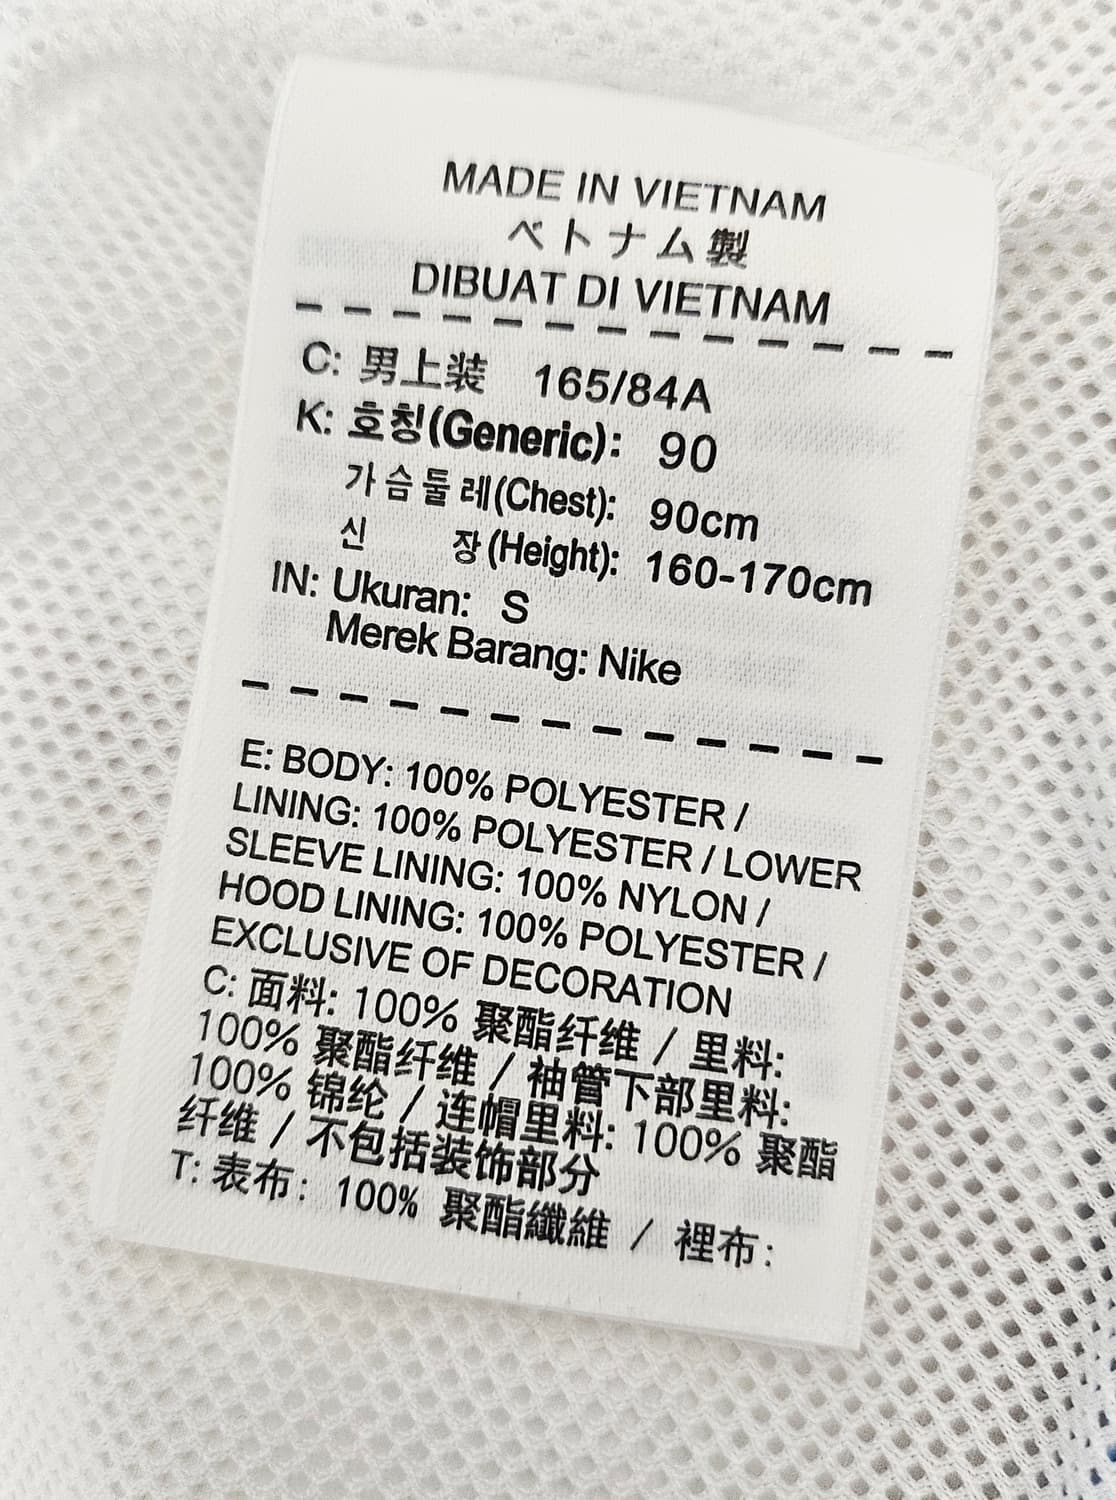 MADE IN VIETNAM
ベトナム製
DIBUAT DI VIETNAM
C: 男上装 165/84A
K: 호칭(Generic): 90
가슴둘레(Chest): 90cm
신 장(Height): 160-170cm
IN: Ukuran: S
Merek Barang: Nike
E: BODY: 100% POLYESTER /
LINING: 100% POLYESTER / LOWER
SLEEVE LINING: 100% NYLON /
HOOD LINING: 100% POLYESTER /
EXCLUSIVE OF DECORATION
C: 面料: 100% 聚酯纤维 / 里料:
100% 聚酯纤维 / 袖管下部里料:
100% 锦纶 / 连帽里料: 100% 聚酯
纤维 / 不包括装饰部分
T: 表布: 100% 聚酯纖維 / 裡布: